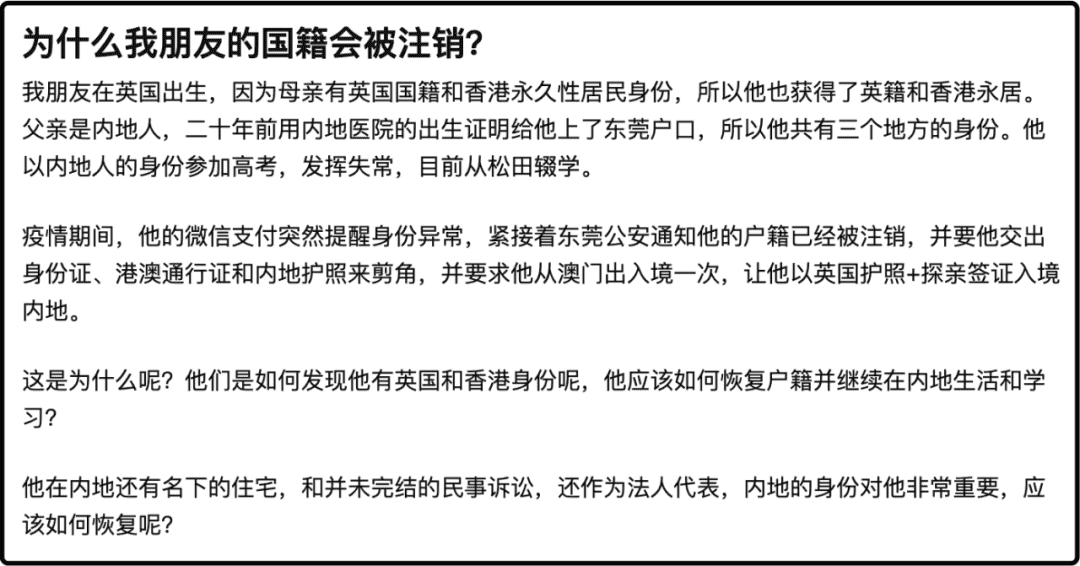 为什么我朋友的国籍会被注销？
我朋友在英国出生，因为母亲有英国国籍和香港永久性居民身份，所以他也获得了英籍和香港永居。
父亲是内地人，二十年前用内地医院的出生证明给他上了东莞户口，所以他共有三个地方的身份。他
以内地人的身份参加高考，发挥失常，目前从松田辍学。
疫情期间，他的微信支付突然提醒身份异常，紧接着东莞公安通知他的户籍已经被注销，并要他交出
身份证、港澳通行证和内地护照来剪角，并要求他从澳门出入境一次，让他以英国护照+探亲签证入境
内地。
这是为什么呢？他们是如何发现他有英国和香港身份呢，他应该如何恢复户籍并继续在内地生活和学
习？
他在内地还有名下的住宅，和并未完结的民事诉讼，还作为法人代表，内地的身份对他非常重要，应
该如何恢复呢？